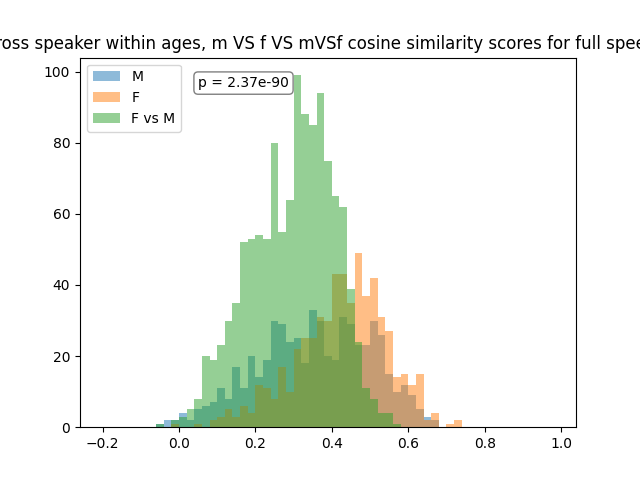 ross speaker within ages, m VS f VS mVSf cosine similarity scores for full spee
100
80
60
40
20
0
M
F
F vs M
p = 2.37e-90
−0.2 0.0 0.2 0.4 0.6 0.8 1.0